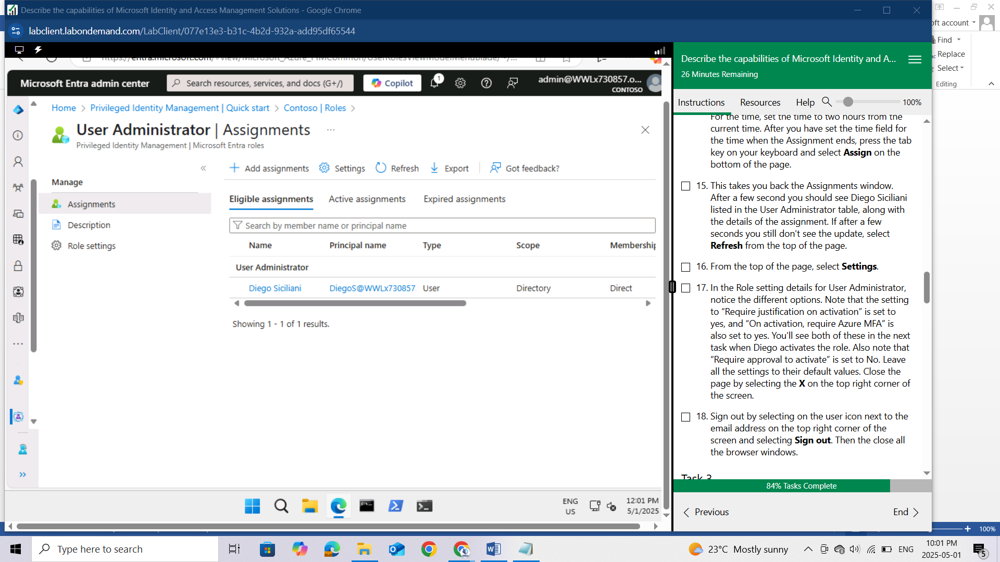 Describe the capabilities of Microsoft Identity and Access Management Solutions - Google Chrome
labclient.labondemand.com/LabClient/077e13e3-b31c-4b2d-932a-add95df65544
oft account
Find
Replace
Select
Editing
Microsoft Entra admin center
Search resources, services, and docs (G+/)
Copilot
1
admin@WWLx730857.o...
CONTOSO
Home > Privileged Identity Management | Quick start > Contoso | Roles >
User Administrator | Assignments ...
Privileged Identity Management | Microsoft Entra roles
«
Add assignments
Settings
Refresh
Export
Got feedback?
Manage
Assignments
Description
Role settings
Eligible assignments
Active assignments
Expired assignments
Search by member name or principal name
Name Principal name Type Scope Membership
User Administrator
Diego Siciliani DiegoS@WWLx730857. User Directory Direct
Showing 1 - 1 of 1 results.
ENG
US
12:01 PM
5/1/2025
Describe the capabilities of Microsoft Identity and A...
26 Minutes Remaining
Instructions Resources Help 100%
For the time, set the time to two hours from the
current time. After you have set the time field for
the time when the Assignment ends, press the tab
key on your keyboard and select Assign on the
bottom of the page.
15. This takes you back the Assignments window.
After a few second you should see Diego Siciliani
listed in the User Administrator table, along with
the details of the assignment. If after a few
seconds you still don't see the update, select
Refresh from the top of the page.
16. From the top of the page, select Settings.
17. In the Role setting details for User Administrator,
notice the different options. Note that the setting
to “Require justification on activation” is set to
yes, and “On activation, require Azure MFA” is
also set to yes. You'll see both of these in the next
task when Diego activates the role. Also note that
“Require approval to activate” is set to No. Leave
all the settings to their default values. Close the
page by selecting the X on the top right corner of
the screen.
18. Sign out by selecting on the user icon next to the
email address on the top right corner of the
screen and selecting Sign out. Then the close all
the browser windows.
Task 3
84% Tasks Complete
Previous
End
100%
Type here to search
23°C Mostly sunny
ENG
10:01 PM
2025-05-01
5